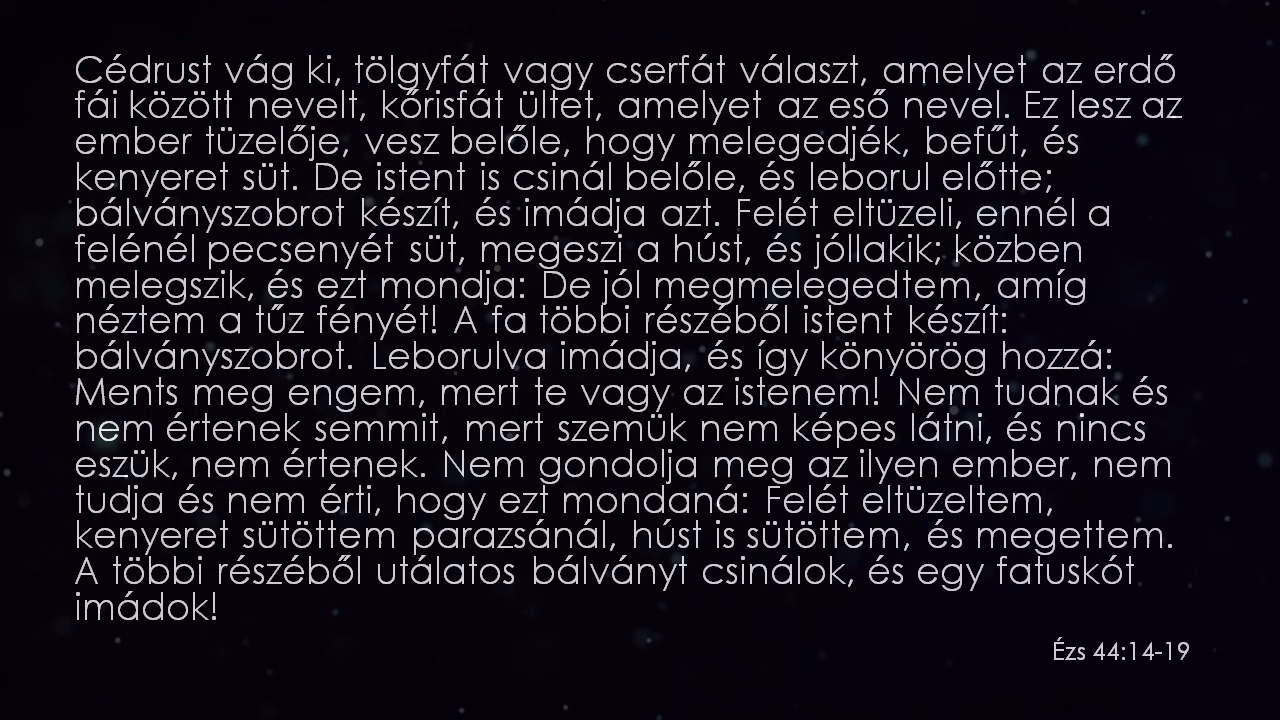 Cédrust vág ki, tölgyfát vagy cserfát választ, amelyet az erdő
fái között nevelt, kőrisfát ültet, amelyet az eső nevel. Ez lesz az
ember tüzelője, vesz belőle, hogy melegedjék, befűt, és
kenyeret süt. De istent is csinál belőle, és leborul előtte;
bálványszobrot készít, és imádja azt. Felét eltüzeli, ennél a
felénél pecsenyét süt, megeszi a húst, és jóllakik; közben
melegszik, és ezt mondja: De jól megmelegedtem, amíg
néztem a tűz fényét! A fa többi részéből istent készít:
bálványszobrot. Leborulva imádja, és így könyörög hozzá:
Ments meg engem, mert te vagy az istenem! Nem tudnak és
nem értenek semmit, mert szemük nem képes látni, és nincs
eszük, nem értenek. Nem gondolja meg az ilyen ember, nem
tudja és nem érti, hogy ezt mondaná: Felét eltüzeltem,
kenyeret sütöttem parazsánál, húst is sütöttem, és megettem.
A többi részéből utálatos bálványt csinálok, és egy fatuskót
imádok!
Ézs 44:14-19